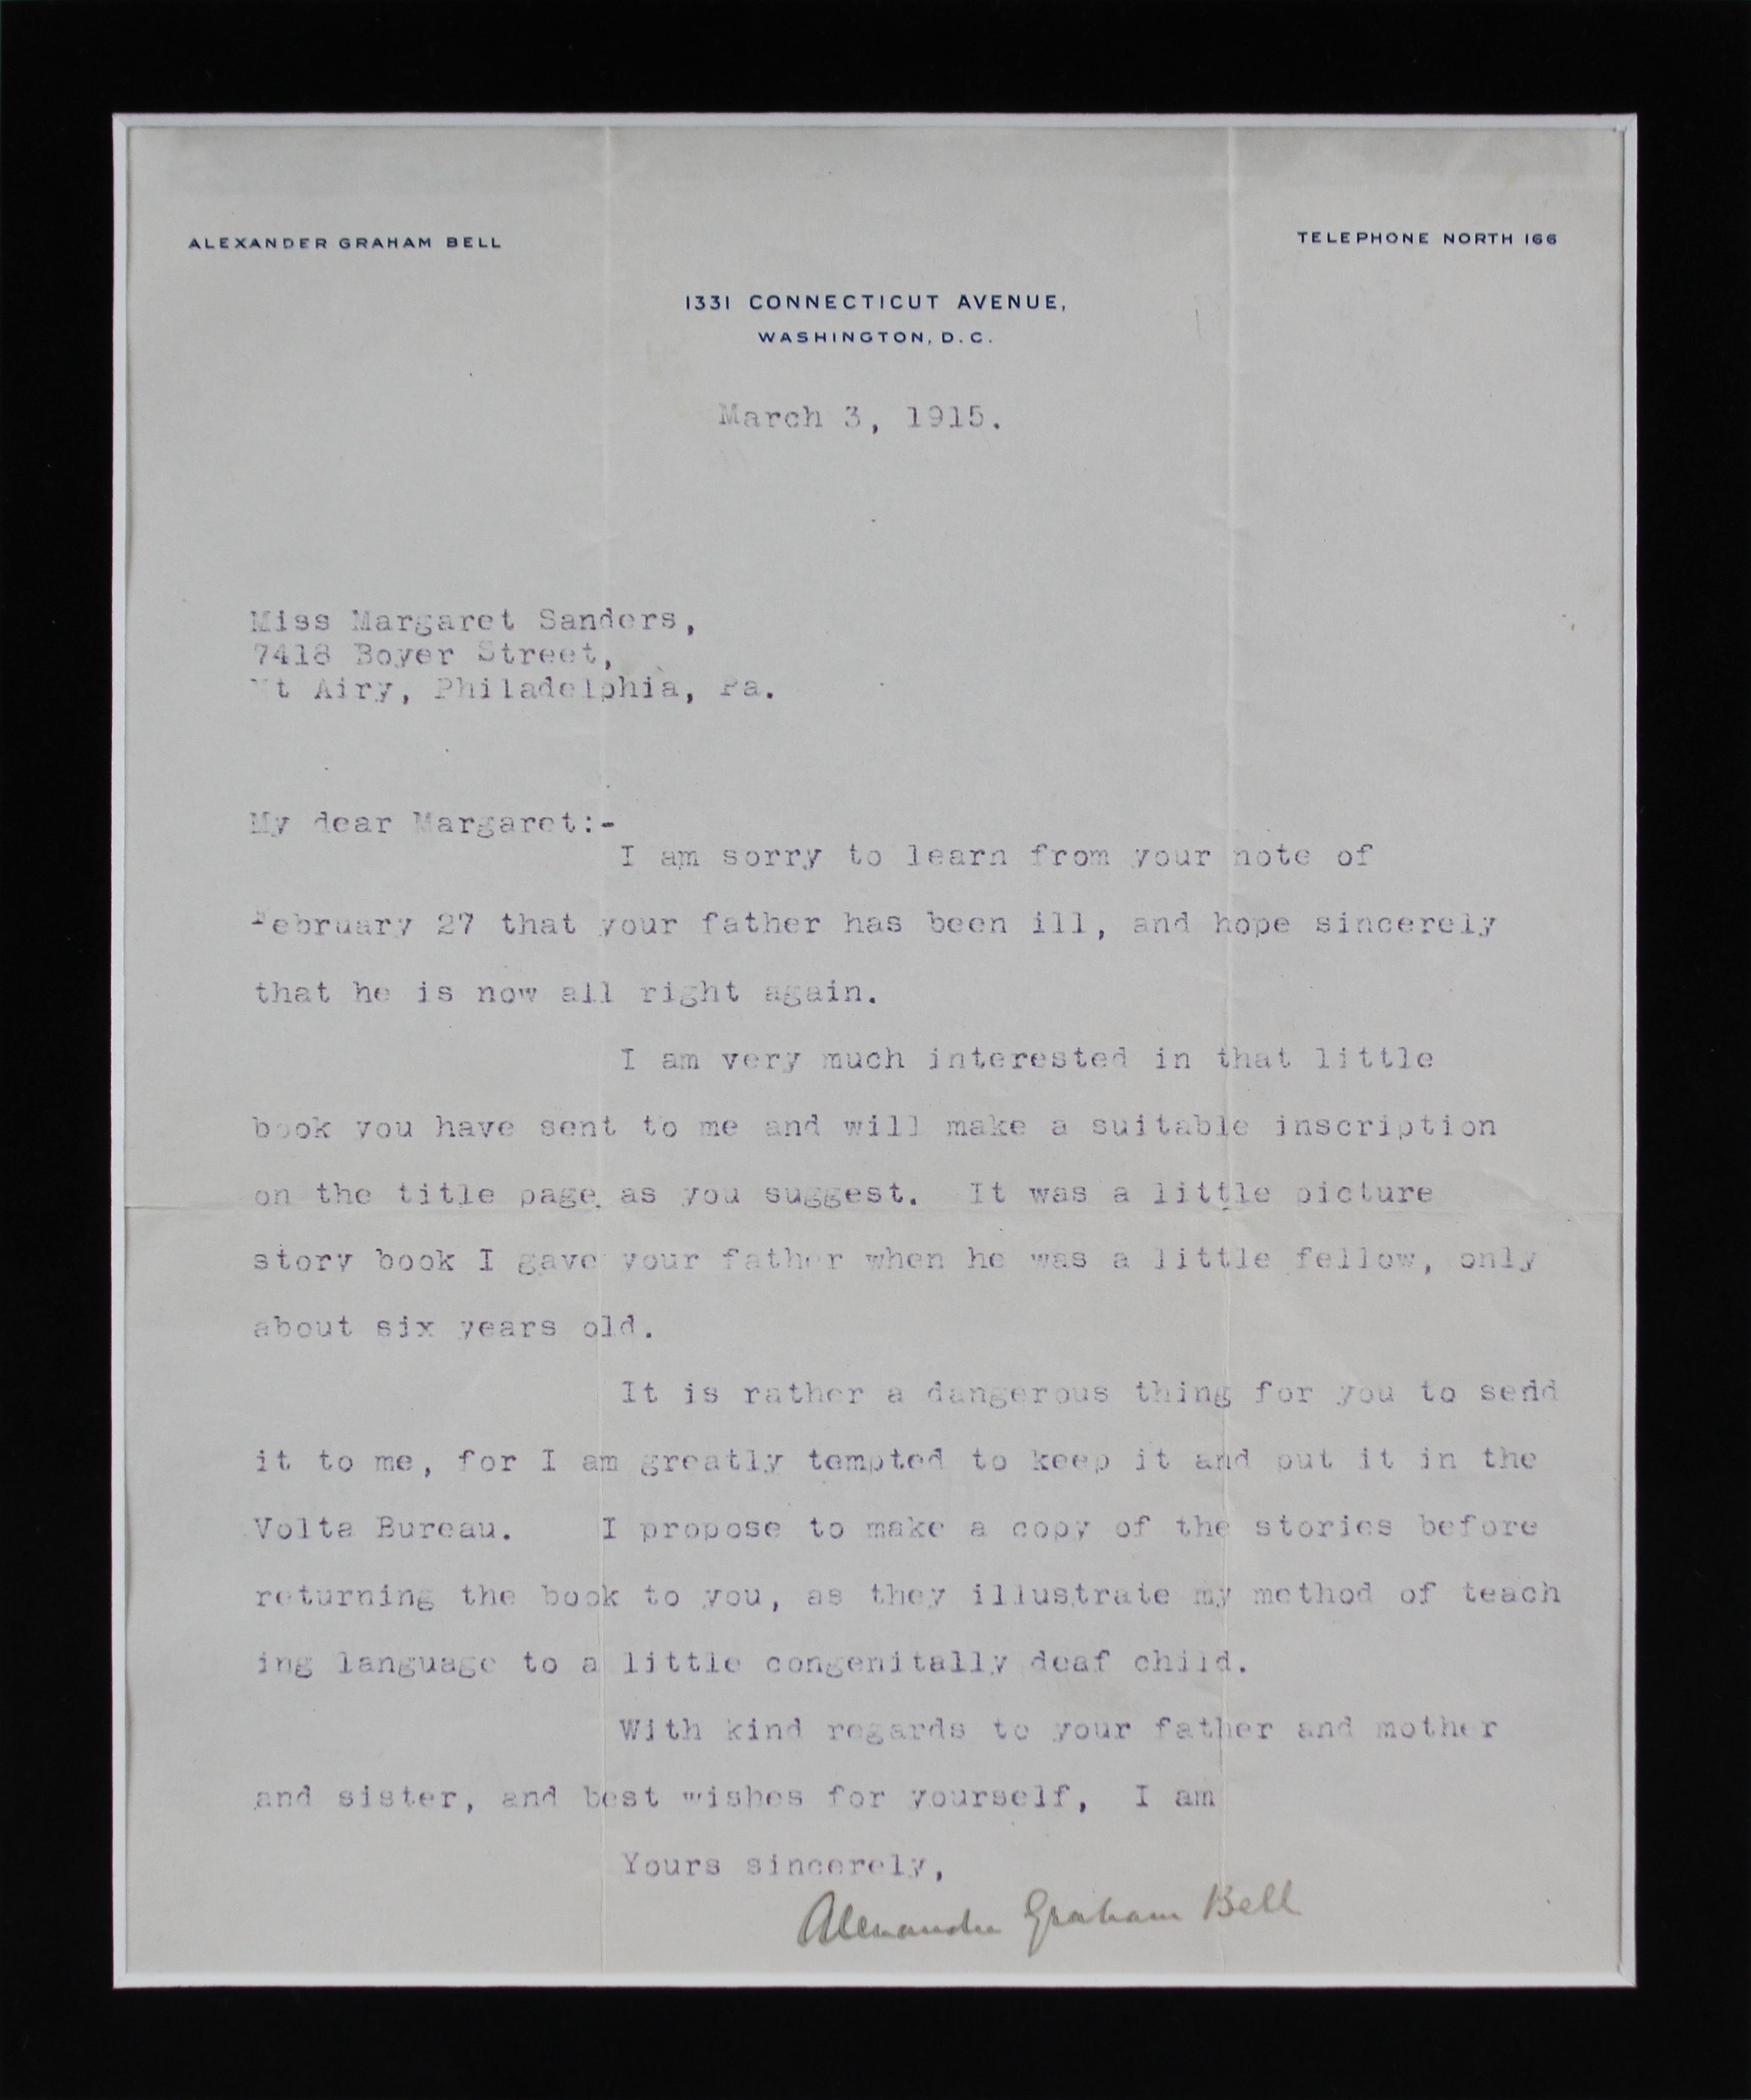 ALEXANDER GRAHAM BELL
TELEPHONE NORTH 166
1331 CONNECTICUT AVENUE,
WASHINGTON, D.C.
March 3, 1915.
Miss Margaret Sanders,
7418 Boyer Street,
Mt Airy, Philadelphia, Pa.
My dear Margaret:-
I am sorry to learn from your note of
February 27 that your father has been ill, and hope sincerely
that he is now all right again.
I am very much interested in that little
book you have sent to me and will make a suitable inscription
on the title page as you suggest. It was a little picture
story book I gave your father when he was a little fellow, only
about six years old.
It is rather a dangerous thing for you to send
it to me, for I am greatly tempted to keep it and put it in the
Volta Bureau. I propose to make a copy of the stories before
returning the book to you, as they illustrate my method of teach
ing language to a little congenitally deaf child.
With kind regards to your father and mother
and sister, and best wishes for yourself, I am
Yours sincerely,
Alexander Graham Bell